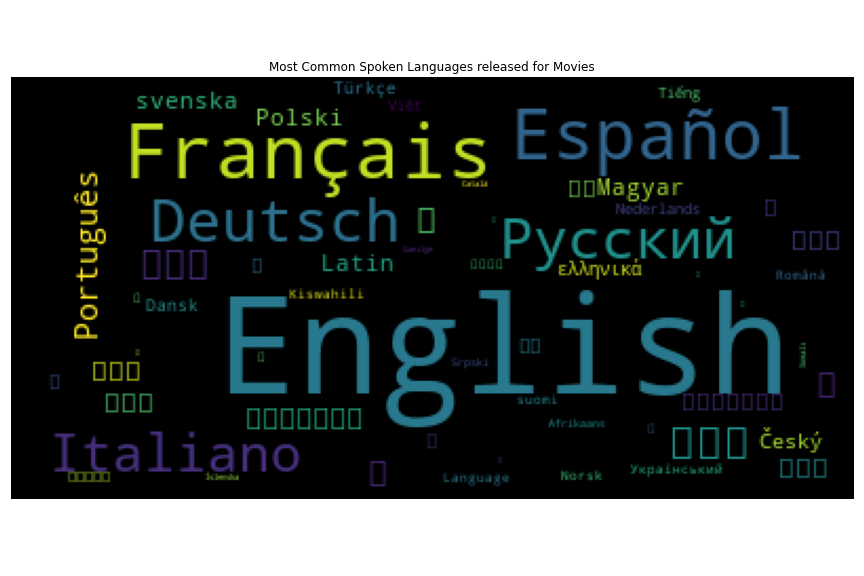 Most Common Spoken Languages released for Movies
Türkçe
svenska
Việt
Tiếng
Polski
Español
Français
Català
Magyar
Português
Deutsch
Nederlands
Русский
Gaeilge
Latin
ελληνικά
Română
Kiswahili
Dansk
English
Srpski
Somali
suomi
Afrikaans
Italiano
Český
Український
Language
Norsk